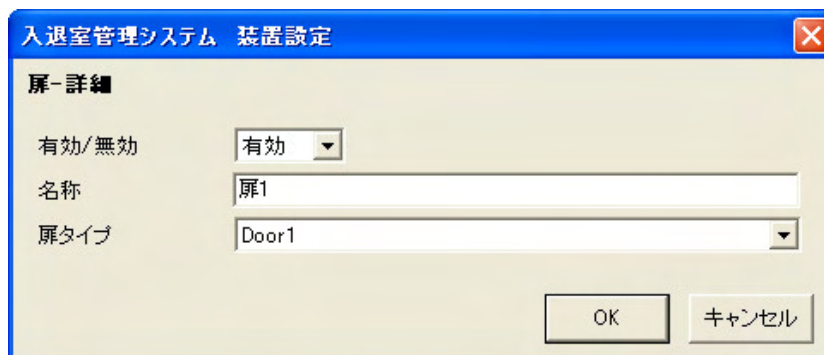 入退室管理システム 装置設定
扉-詳細
有効/無効 有効
名称 扉1
扉タイプ Door1
OK キャンセル